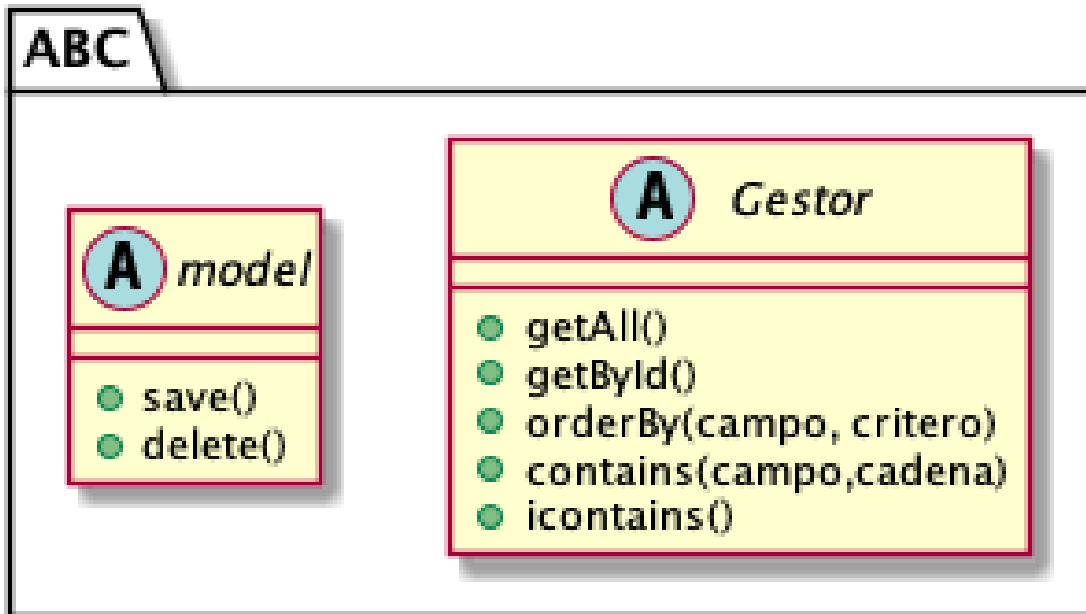 ABC
A model
save()
delete()
A Gestor
getAll()
getById()
orderBy(campo, critero)
contains(campo,cadena)
icontains()